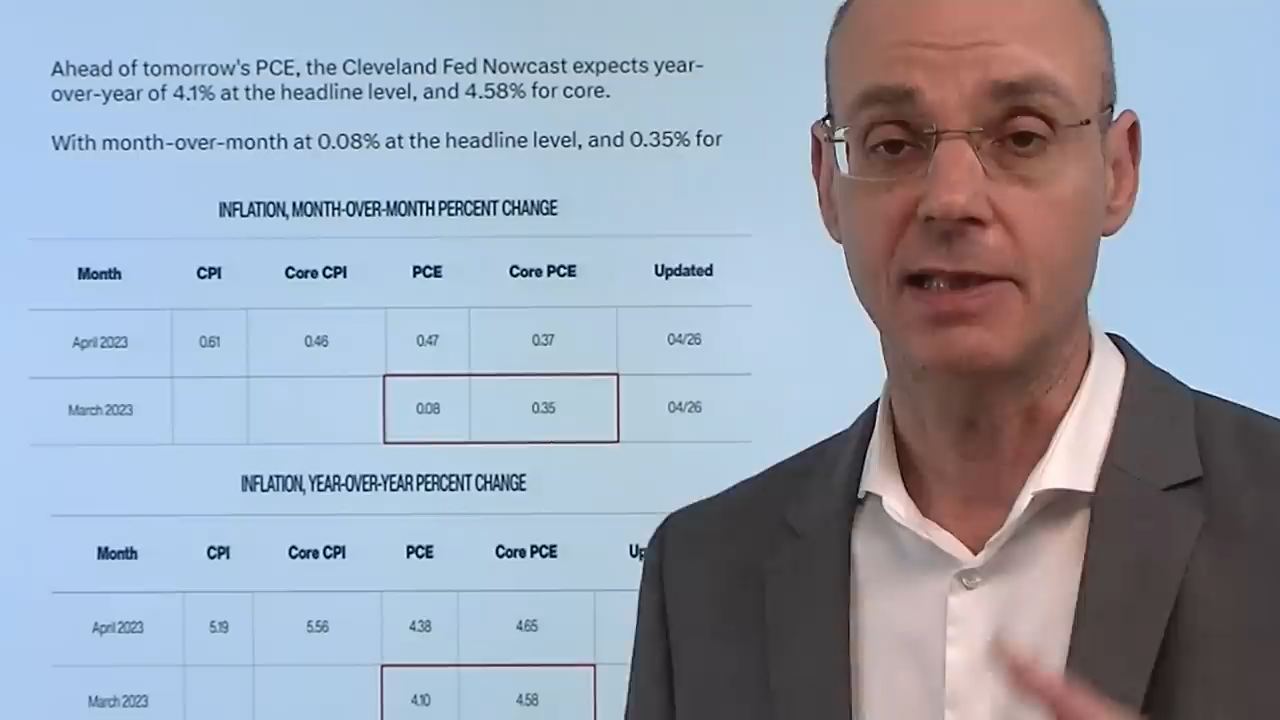 Ahead of tomorrow's PCE, the Cleveland Fed Nowcast expects year-
over-year of 4.1% at the headline level, and 4.58% for core.
With month-over-month at 0.08% at the headline level, and 0.35% for
INFLATION, MONTH-OVER-MONTH PERCENT CHANGE
Month CPI Core CPI PCE Core PCE Updated
April 2023 0.61 0.46 0.47 0.37 04/26
March 2023 0.08 0.35 04/26
INFLATION, YEAR-OVER-YEAR PERCENT CHANGE
Month CPI Core CPI PCE Core PCE
April 2023 5.19 5.56 4.38 4.65
March 2023 4.10 4.58